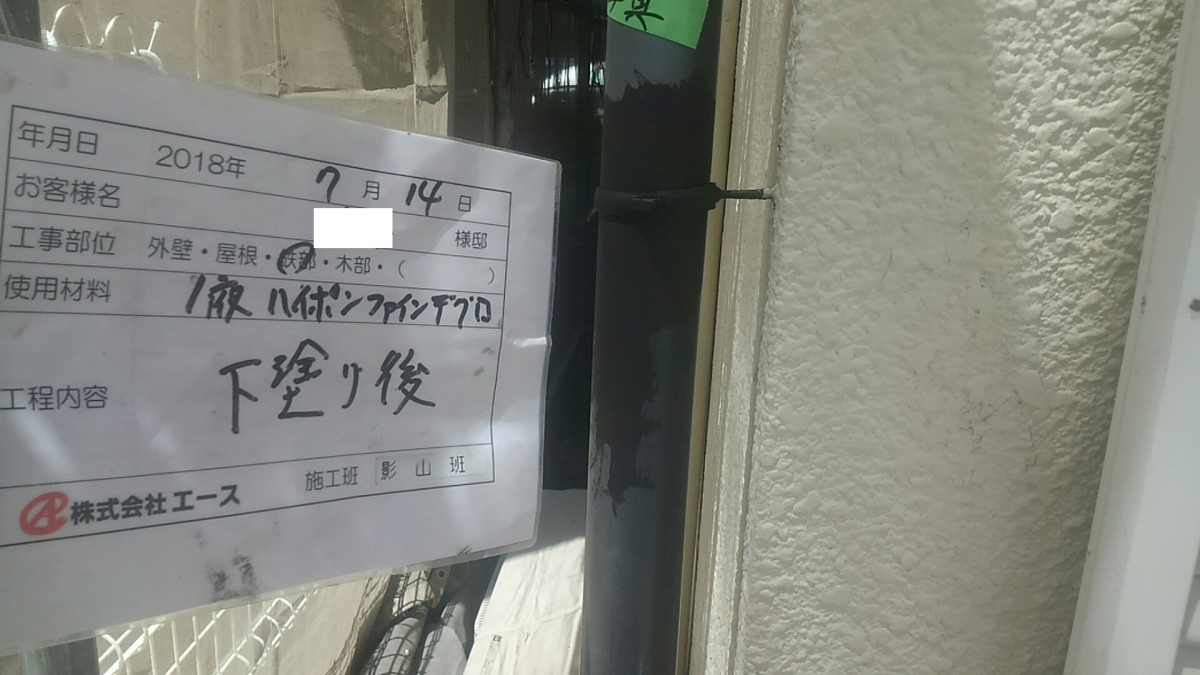 年月日 2018年 7月 14日
お客様名 様邸
工事部位 外壁・屋根・鉄部・木部・( )
使用材料 1液 ハイポンファインデグロ
工程内容 下塗り後
施工班 影山班
株式会社エース